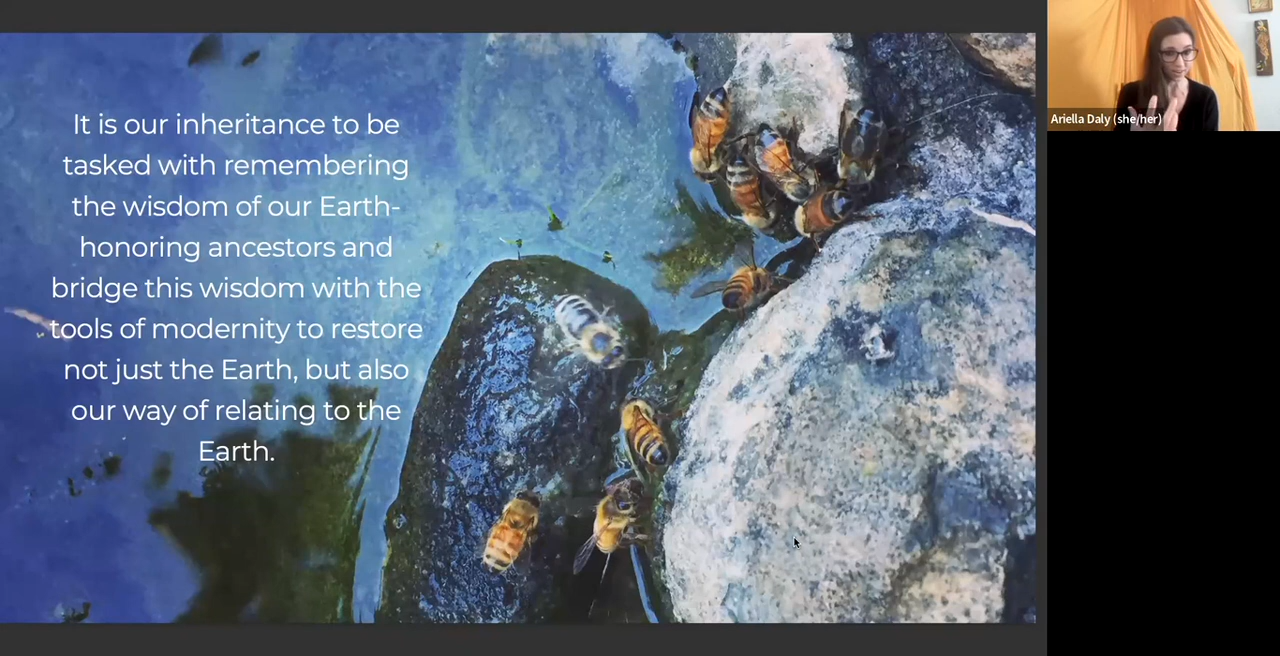 It is our inheritance to be
tasked with remembering
the wisdom of our Earth-
honoring ancestors and
bridge this wisdom with the
tools of modernity to restore
not just the Earth, but also
our way of relating to the
Earth.
Ariella Daly (she/her)